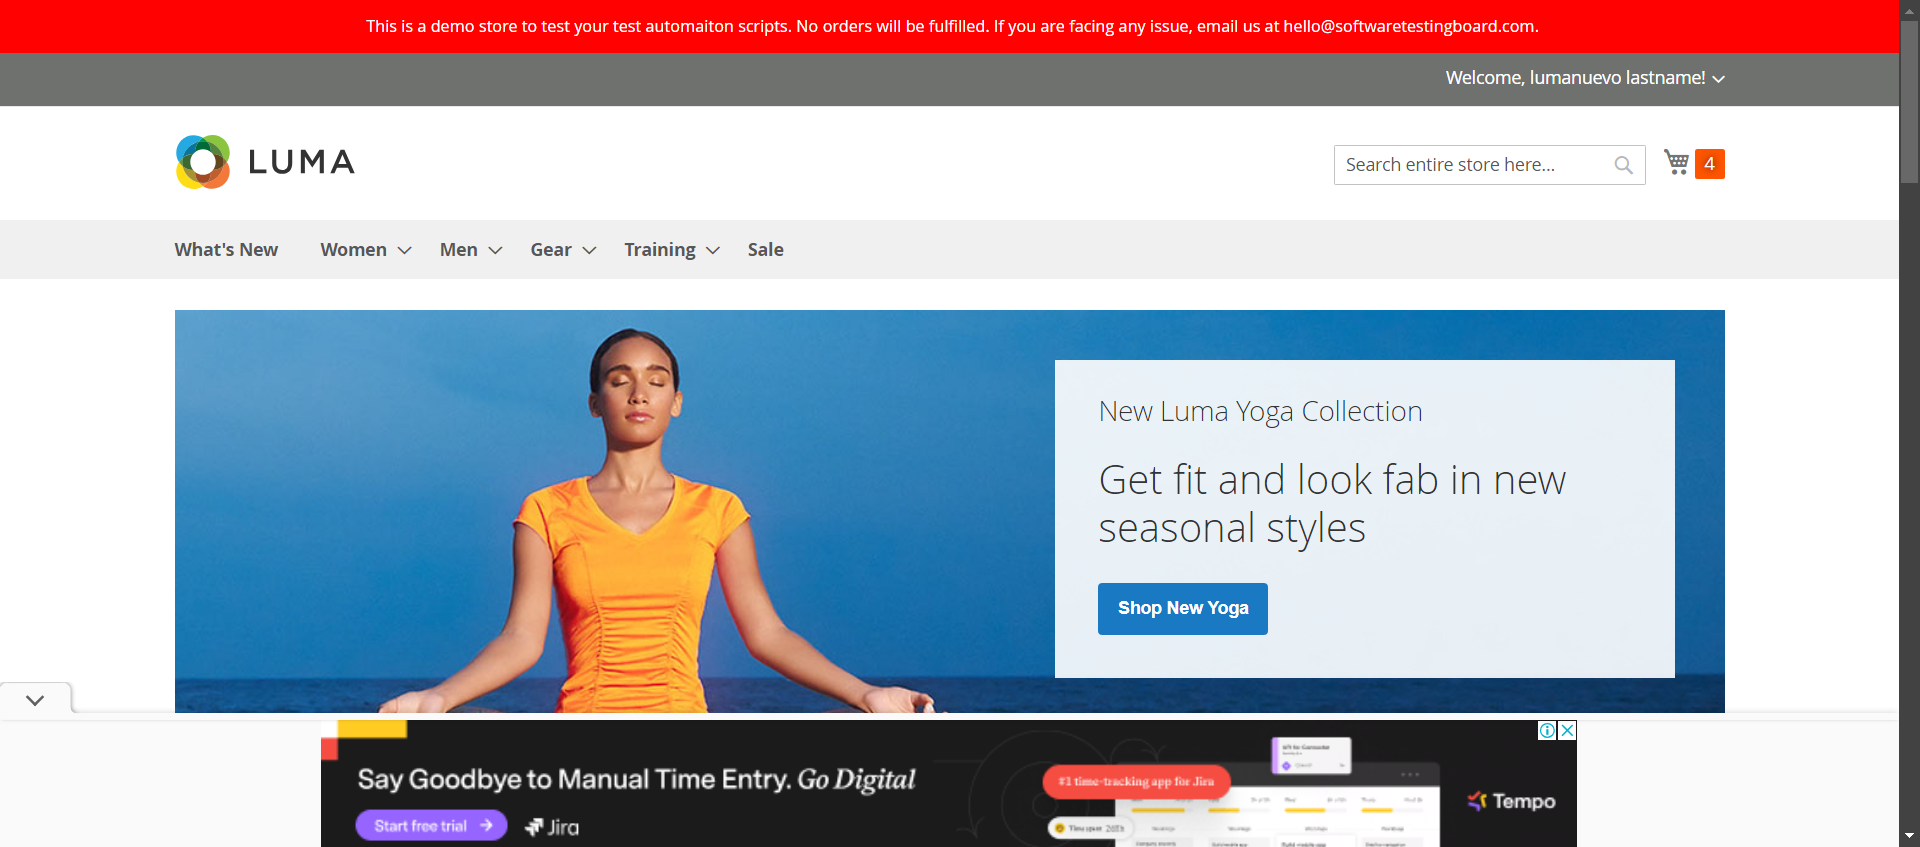 This is a demo store to test your test automaiton scripts. No orders will be fulfilled. If you are facing any issue, email us at hello@softwaretestingboard.com.
Welcome, lumanuevo lastname!
LUMA
Search entire store here...
4
What's New
Women
Men
Gear
Training
Sale
New Luma Yoga Collection
Get fit and look fab in new
seasonal styles
Shop New Yoga
Say Goodbye to Manual Time Entry. Go Digital
Start free trial
Jira
#1 time-tracking app for Jira
Time spent
Tempo